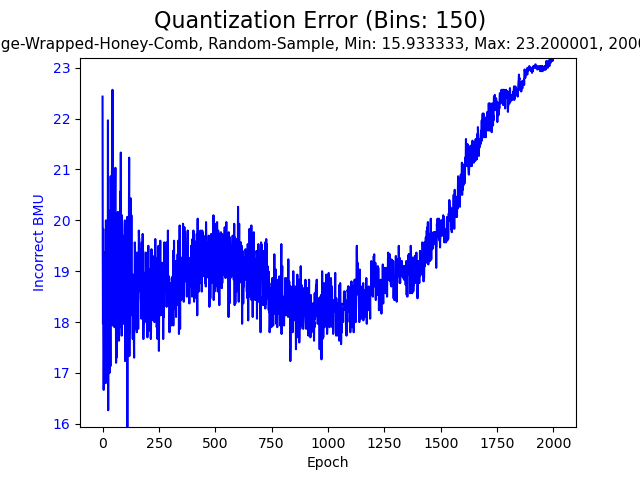 Quantization Error (Bins: 150)
ge-Wrapped-Honey-Comb, Random-Sample, Min: 15.933333, Max: 23.200001, 200
23
22
21
20
19
18
17
16
Incorrect BMU
0 250 500 750 1000 1250 1500 1750 2000
Epoch